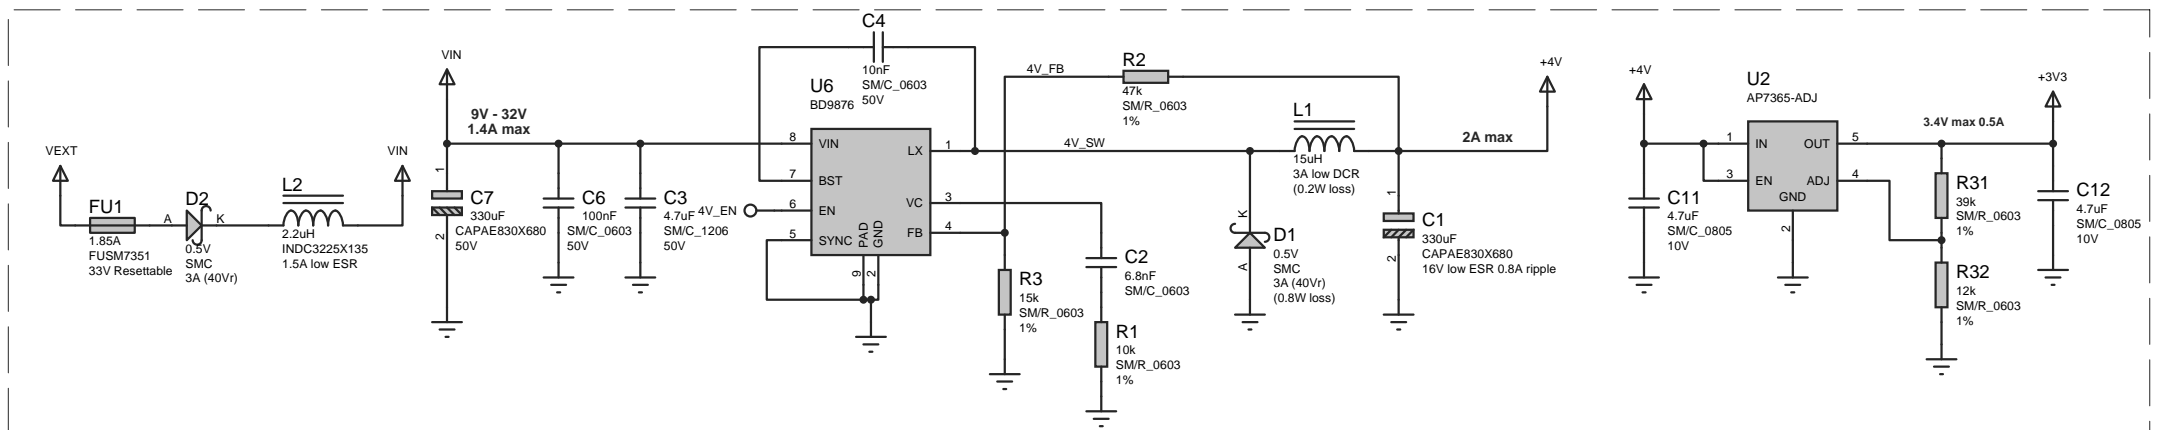 VEXT
FU1
1.85A
FUSM7351
33V Resettable
A
D2
K
0.5V
SMC
3A (40Vr)
L2
2.2uH
INDC3225X135
1.5A low ESR
VIN
VIN
9V - 32V
1.4A max
1
2
C7
330uF
CAPAE830X680
50V
C6
100nF
SM/C_0603
50V
C3
4.7uF
SM/C_1206
50V
4V_EN
C4
10nF
SM/C_0603
50V
U6
BD9876
8
VIN
7
BST
6
EN
5
SYNC
PAD
GND
9
2
LX
1
VC
3
FB
4
4V_FB
R2
47k
SM/R_0603
1%
4V_SW
R3
15k
SM/R_0603
1%
C2
6.8nF
SM/C_0603
R1
10k
SM/R_0603
1%
K
A
D1
0.5V
SMC
3A (40Vr)
(0.8W loss)
L1
15uH
3A low DCR
(0.2W loss)
1
2
C1
330uF
CAPAE830X680
16V low ESR 0.8A ripple
2A max
+4V
+4V
C11
4.7uF
SM/C_0805
10V
U2
AP7365-ADJ
1
IN
3
EN
GND
2
OUT
5
ADJ
4
3.4V max 0.5A
+3V3
R31
39k
SM/R_0603
1%
R32
12k
SM/R_0603
1%
C12
4.7uF
SM/C_0805
10V